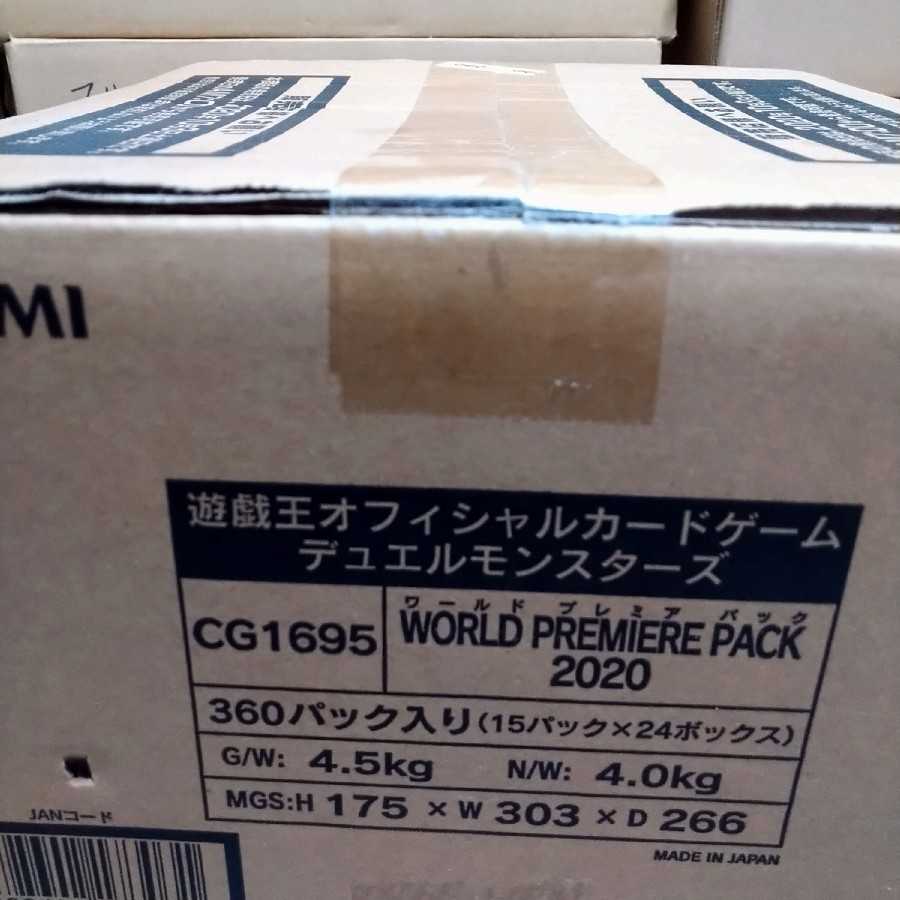 MI
遊戯王オフィシャルカードゲーム
デュエルモンスターズ
CG1695
ワールド プレミア パック
WORLD PREMIERE PACK
2020
360パック入り(15パック×24ボックス)
G/W: 4.5kg N/W: 4.0kg
MGS:H 175 × W 303 × D 266
JANコード
MADE IN JAPAN